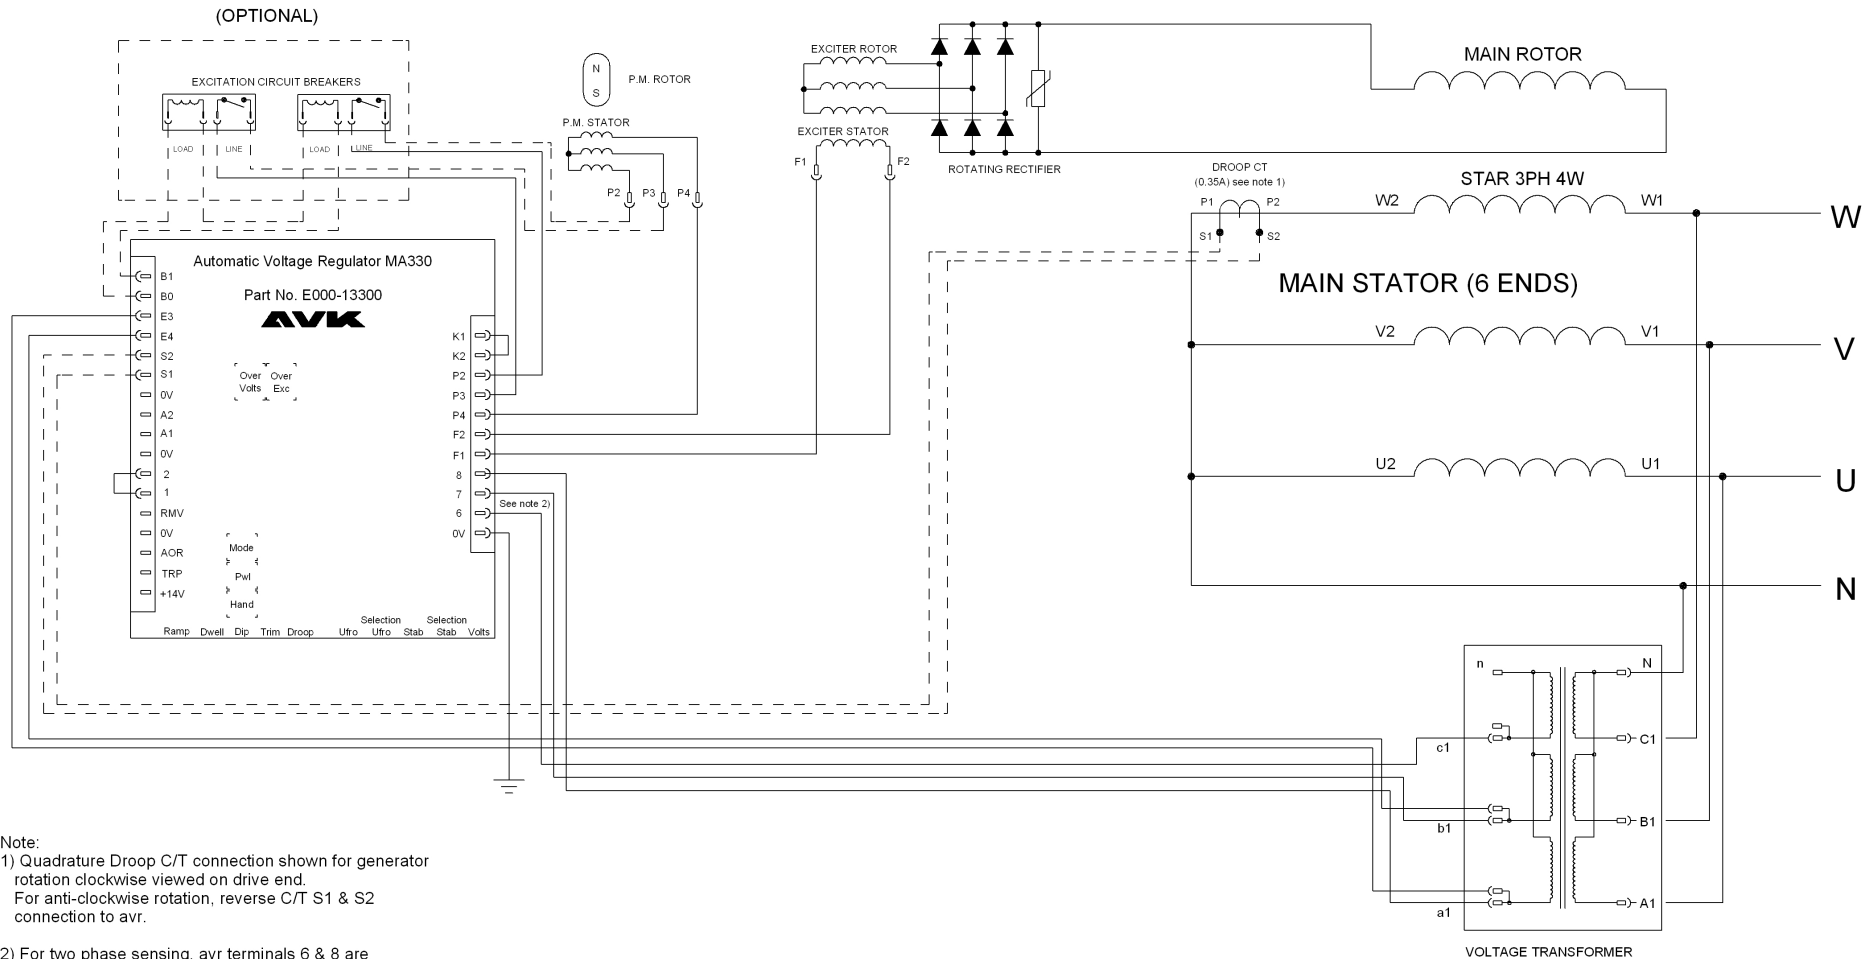 (OPTIONAL)
EXCITATION CIRCUIT BREAKERS
LOAD
LINE
LOAD
LINE
N
S
P.M. ROTOR
P.M. STATOR
P2
P3
P4
EXCITER ROTOR
EXCITER STATOR
F1
F2
ROTATING RECTIFIER
MAIN ROTOR
DROOP CT
(0.35A) see note 1)
P1
P2
S1
S2
STAR 3PH 4W
W2
W1
W
MAIN STATOR (6 ENDS)
V2
V1
V
U2
U1
U
N
Automatic Voltage Regulator MA330
Part No. E000-13300
AVK
B1
B0
E3
E4
S2
S1
0V
A2
A1
0V
2
1
RMV
0V
AOR
TRP
+14V
Over
Volts
Over
Exc
Mode
Pwl
Hand
K1
K2
P2
P3
P4
F2
F1
8
7
6
0V
See note 2)
Ramp
Dwell
Dip
Trim
Droop
Ufro
Selection
Ufro
Stab
Selection
Stab
Volts
n
N
c1
C1
b1
B1
a1
A1
VOLTAGE TRANSFORMER
Note:
1) Quadrature Droop C/T connection shown for generator
rotation clockwise viewed on drive end.
For anti-clockwise rotation, reverse C/T S1 & S2
connection to avr.
2) For two phase sensing, avr terminals 6 & 8 are